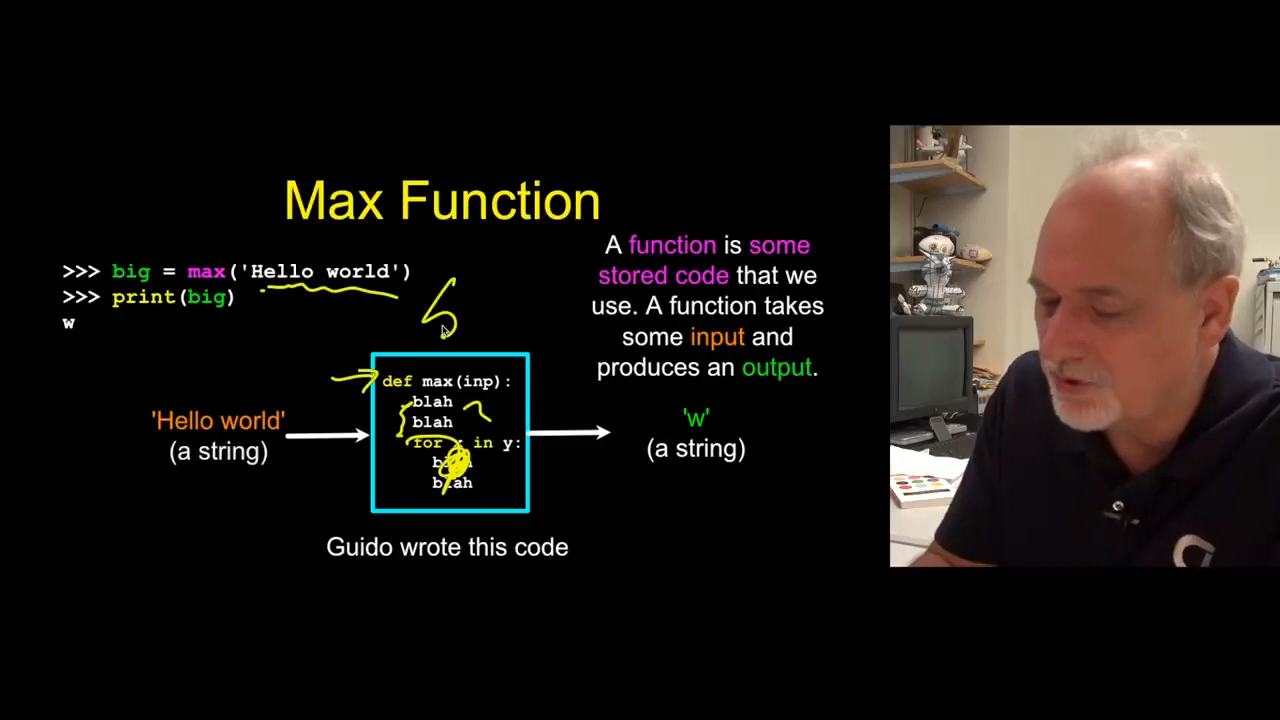 Max Function
>>> big = max('Hello world')
>>> print(big)
w
A function is some
stored code that we
use. A function takes
some input and
produces an output.
'Hello world'
(a string)
def max(inp):
blah
blah
for x in y:
blah
blah
'w'
(a string)
Guido wrote this code